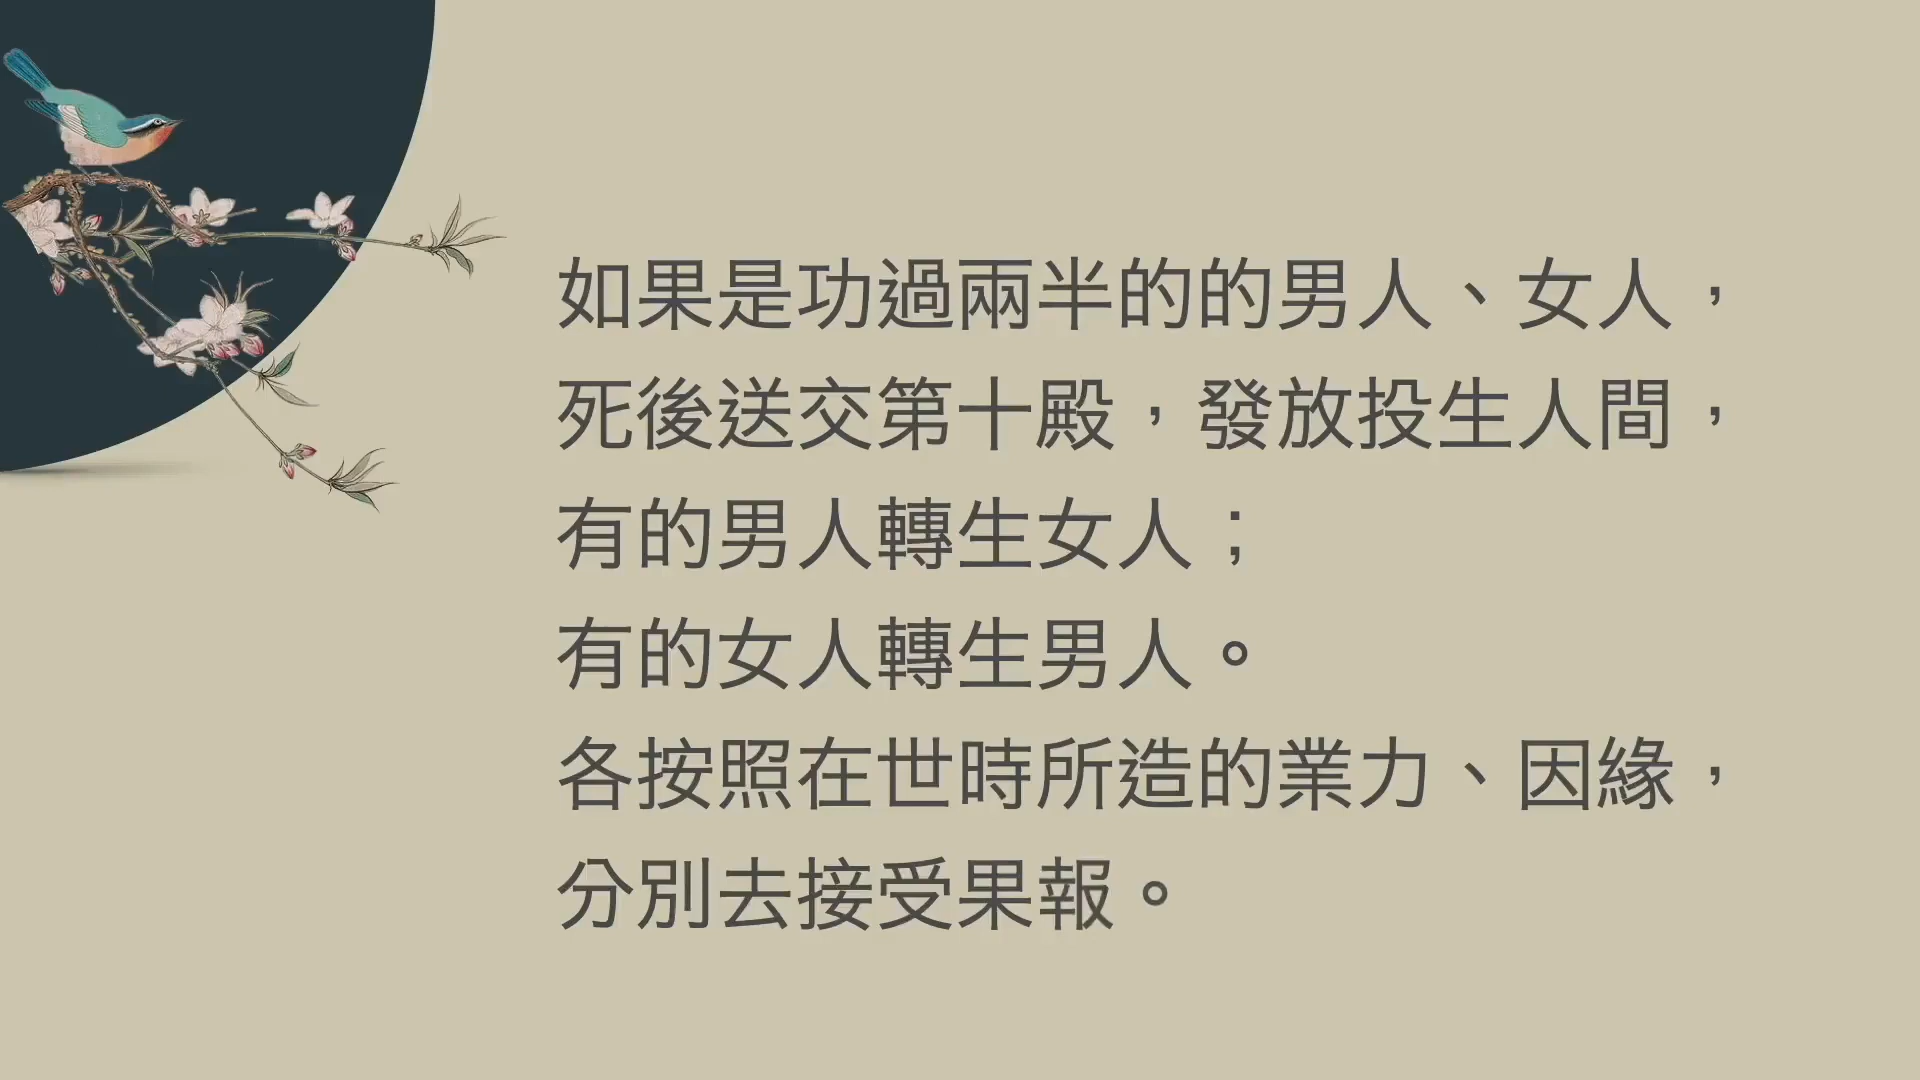 如果是功過兩半的的男人、女人，
死後送交第十殿，發放投生人間，
有的男人轉生女人；
有的女人轉生男人。
各按照在世時所造的業力、因緣，
分別去接受果報。